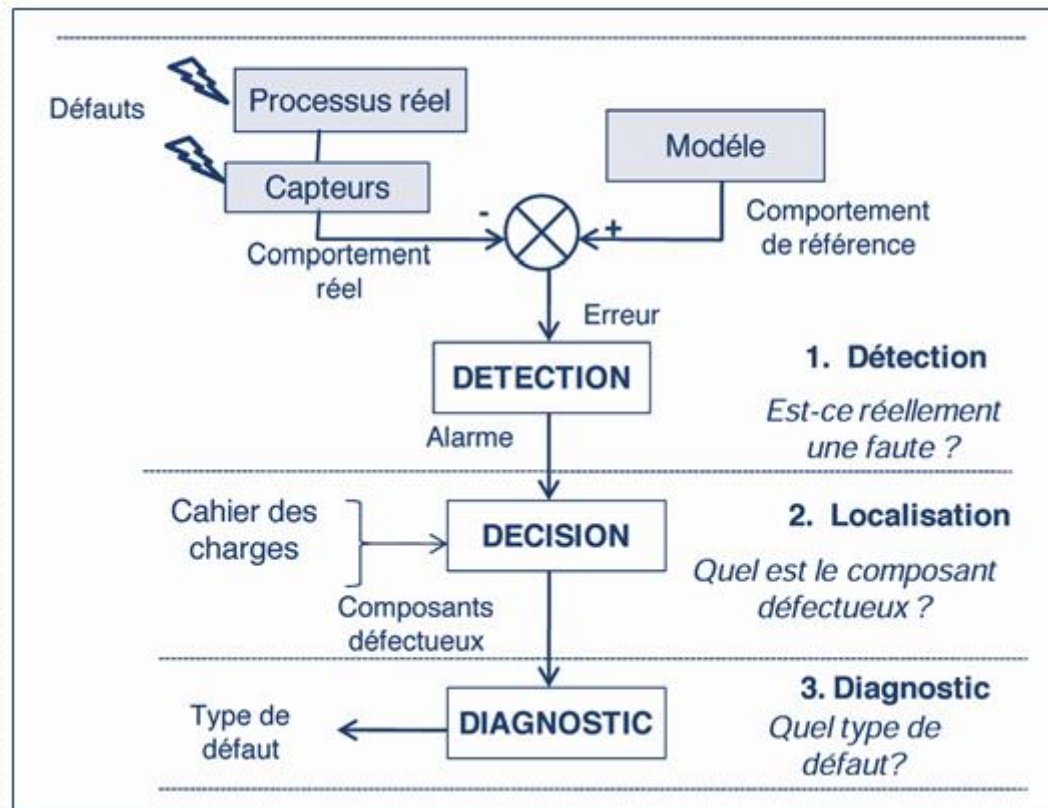 Défauts
Processus réel
Capteurs
Modéle
-
+
Comportement
réel
Comportement
de référence
Erreur
DETECTION
1. Détection
Est-ce réellement
une faute ?
Alarme
Cahier des
charges
DECISION
2. Localisation
Quel est le composant
défectueux ?
Composants
défectueux
DIAGNOSTIC
3. Diagnostic
Quel type de
défaut?
Type de
défaut